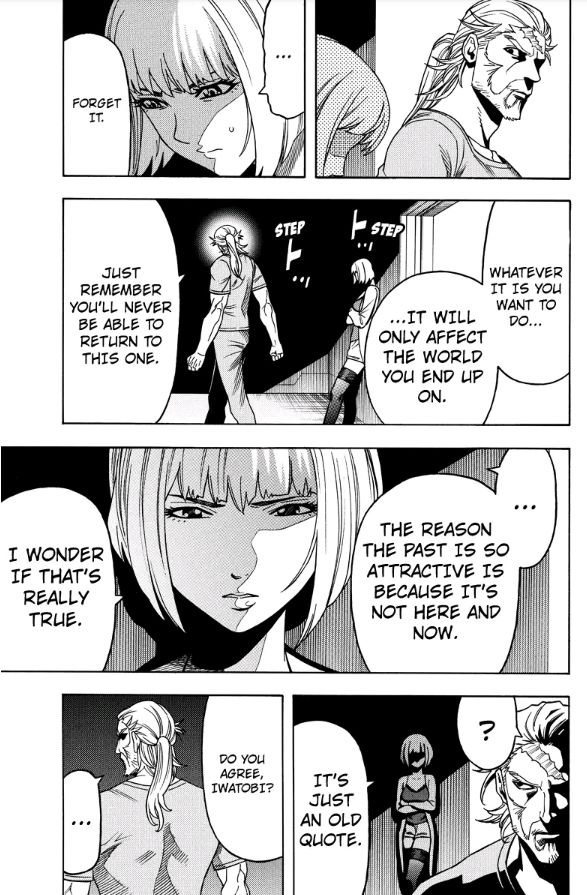 ...
FORGET
IT.
WHATEVER
IT IS YOU
WANT TO
DO...
...IT WILL
ONLY AFFECT
THE WORLD
YOU END UP
ON.
STEP
ト
STEP
ト
JUST
REMEMBER
YOU'LL NEVER
BE ABLE TO
RETURN TO
THIS ONE.
...
THE REASON
THE PAST IS SO
ATTRACTIVE IS
BECAUSE IT'S
NOT HERE AND
NOW.
I WONDER
IF THAT'S
REALLY
TRUE.
?
IT'S
JUST
AN OLD
QUOTE.
DO YOU
AGREE,
IWATOBI?
...